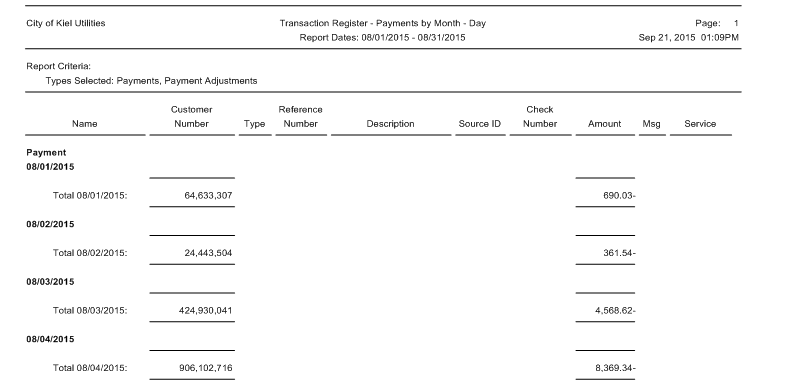 City of Kiel Utilities Transaction Register - Payments by Month - Day Page: 1
Report Dates: 08/01/2015 - 08/31/2015 Sep 21, 2015 01:09PM
Report Criteria:
Types Selected: Payments, Payment Adjustments
Customer Reference Check
Name Number Type Number Description Source ID Number Amount Msg Service
Payment
08/01/2015
Total 08/01/2015: 64,633,307 690.03-
08/02/2015
Total 08/02/2015: 24,443,504 361.54-
08/03/2015
Total 08/03/2015: 424,930,041 4,568.62-
08/04/2015
Total 08/04/2015: 906,102,716 8,369.34-